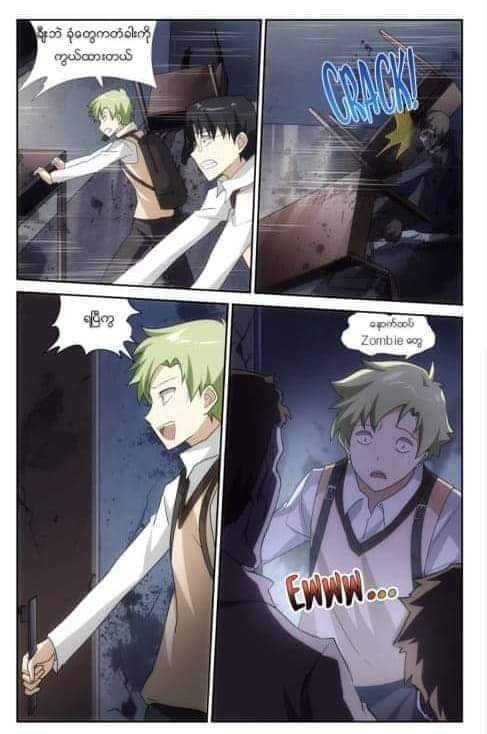 ချီးဘဲ ခုံတွေကတံခါးကို
ကွယ်ထားတယ်
CRACK!
ရပြီကွ
နောက်ထပ်
Zombie တွေ
EWWW...